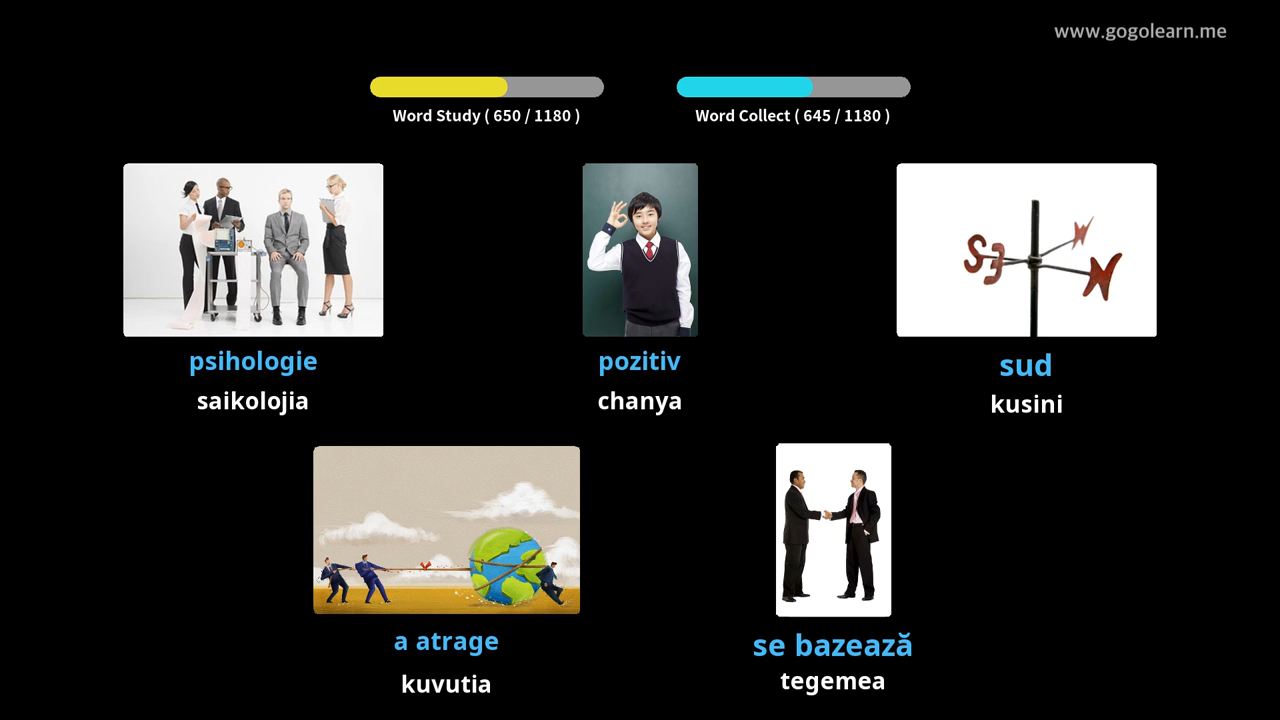 www.gogolearn.me
Word Study ( 650 / 1180 )
Word Collect ( 645 / 1180 )
psihologie
saikolojia
pozitiv
chanya
sud
kusini
S
E
N
W
a atrage
kuvutia
se bazează
tegemea